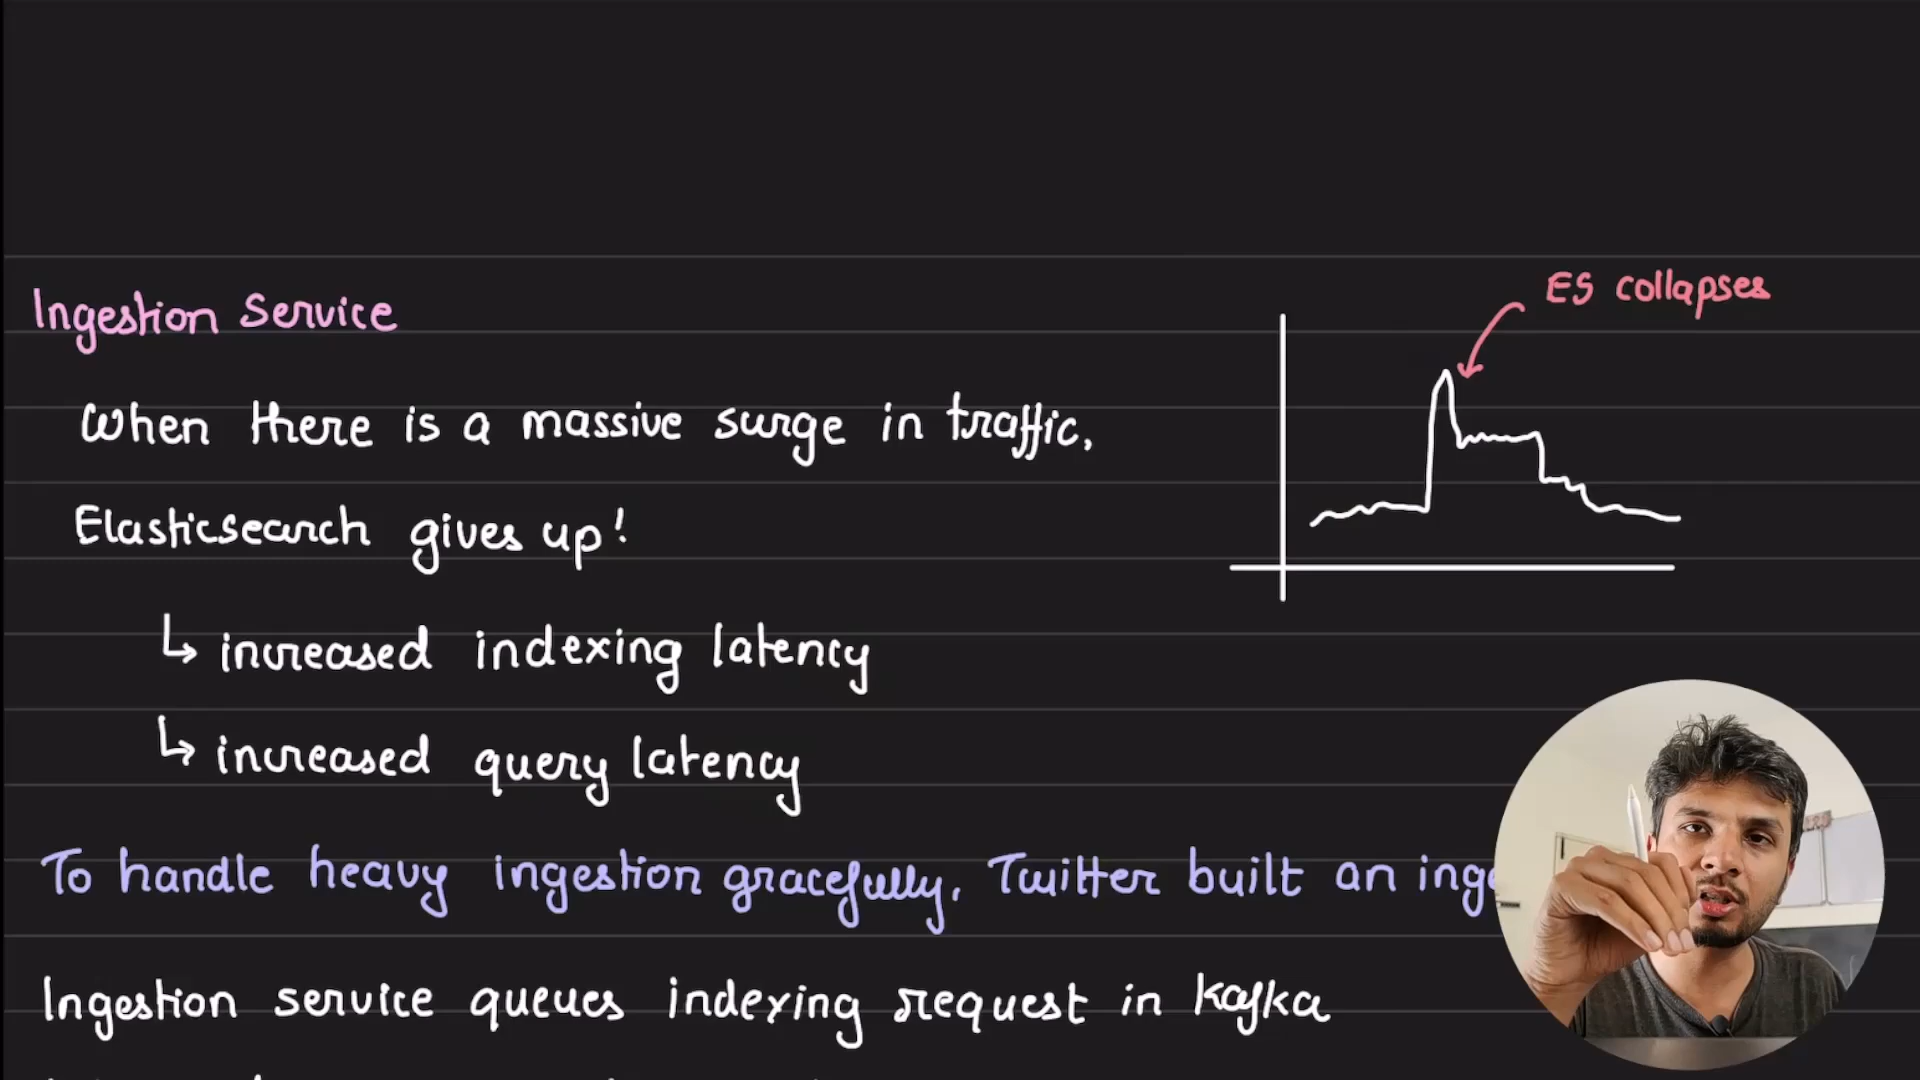 Ingestion Service
ES collapses
When there is a massive surge in traffic,
Elasticsearch gives up!
↳ increased indexing latency
↳ increased query latency
To handle heavy ingestion gracefully, Twitter built an inge
Ingestion service queues indexing request in Kafka